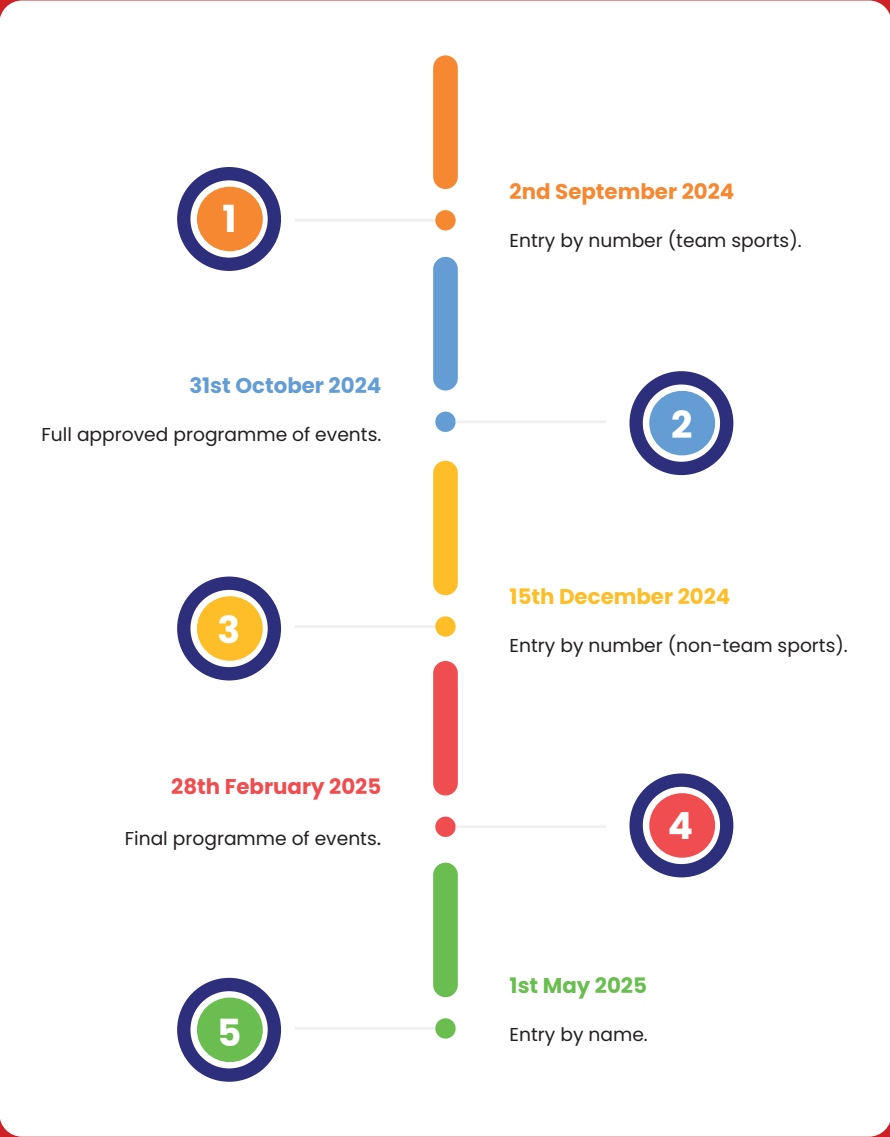 1
2nd September 2024
Entry by number (team sports).
31st October 2024
Full approved programme of events.
2
3
15th December 2024
Entry by number (non-team sports).
28th February 2025
Final programme of events.
4
5
1st May 2025
Entry by name.